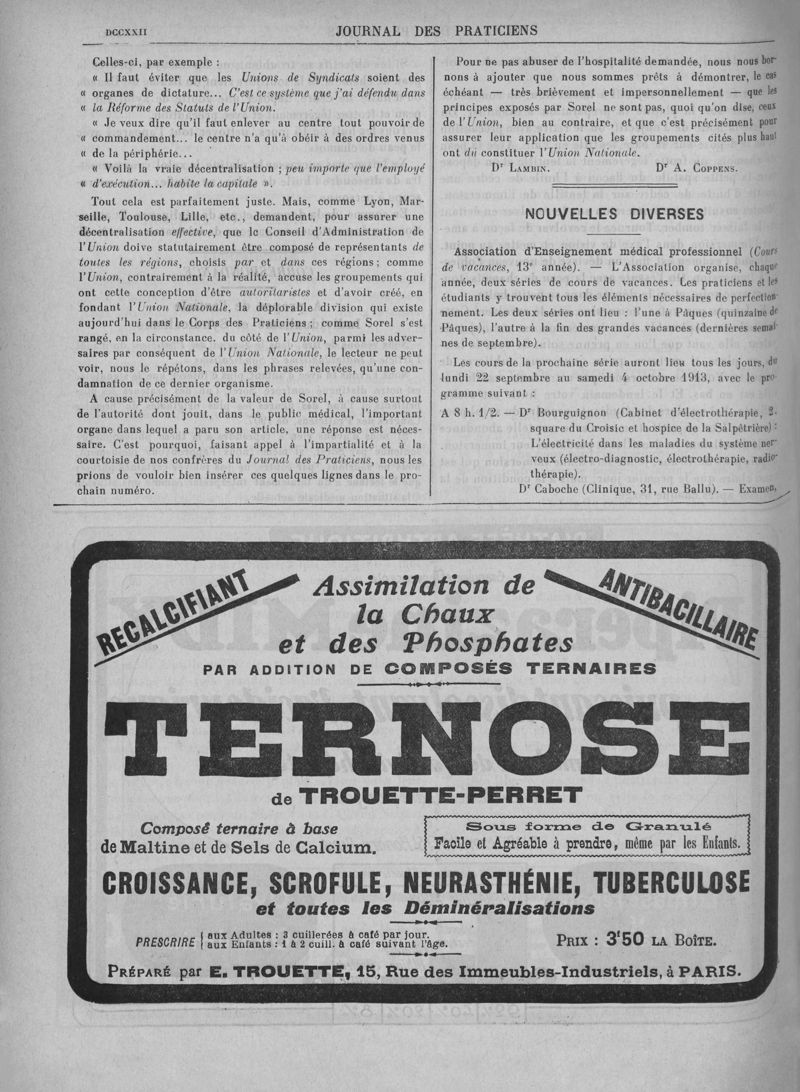 DCCXXII
JOURNAL DES PRATICIENS
Celles-ci, par exemple :
« Il faut éviter que les Unions de Syndicats soient des
« organes de dictature... C'est ce système que j'ai défendu dans
« la Réforme des Statuts de l'Union.
« Je veux dire qu'il faut enlever au centre tout pouvoir de
« commandement... le centre n'a qu'à obéir à des ordres venus
« de la périphérie...
« Voilà la vraie décentralisation ; peu importe que l'employé
« d'exécution... habite la capitale ».
Tout cela est parfaitement juste. Mais, comme Lyon, Mar-
seille, Toulouse, Lille, etc., demandent, pour assurer une
décentralisation effective, que le Conseil d'Administration de
l'Union doive statutairement être composé de représentants de
toutes les régions, choisis par et dans ces régions ; comme
l'Union, contrairement à la réalité, accuse les groupements qui
ont cette conception d'être autoritaristes et d'avoir créé, en
fondant l'Union Nationale, la déplorable division qui existe
aujourd'hui dans le Corps des Praticiens ; comme Sorel s'est
rangé, en la circonstance, du côté de l'Union, parmi les adver-
saires par conséquent de l'Union Nationale, le lecteur ne peut
voir, nous le répétons, dans les phrases relevées, qu'une con-
damnation de ce dernier organisme.
A cause précisément de la valeur de Sorel, à cause surtout
de l'autorité dont jouit, dans le public médical, l'important
organe dans lequel a paru son article, une réponse est néces-
saire. C'est pourquoi, faisant appel à l'impartialité et à la
courtoisie de nos confrères du Journal des Praticiens, nous les
prions de vouloir bien insérer ces quelques lignes dans le pro-
chain numéro.
Pour ne pas abuser de l'hospitalité demandée, nous nous bor-
nons à ajouter que nous sommes prêts à démontrer, le cas
échéant — très brièvement et impersonnellement — que les
principes exposés par Sorel ne sont pas, quoi qu'on dise, ceux
de l'Union, bien au contraire, et que c'est précisément pour
assurer leur application que les groupements cités plus haut
ont dû constituer l'Union Nationale.
Dr LAMBIN. Dr A. COPPENS.
NOUVELLES DIVERSES
Association d'Enseignement médical professionnel (Cours
de vacances, 13e année). — L'Association organise, chaque
année, deux séries de cours de vacances. Les praticiens et les
étudiants y trouvent tous les éléments nécessaires de perfection-
nement. Les deux séries ont lieu : l'une à Pâques (quinzaine de
Pâques), l'autre à la fin des grandes vacances (dernières semai-
nes de septembre).
Les cours de la prochaine série auront lieu tous les jours, du
lundi 22 septembre au samedi 4 octobre 1913, avec le pro-
gramme suivant :
A 8 h. 1/2. — Dr Bourguignon (Cabinet d'électrothérapie, 2,
square du Croisic et hospice de la Salpêtrière) :
L'électricité dans les maladies du système ner-
veux (électro-diagnostic, électrothérapie, radio-
thérapie).
Dr Caboche (Clinique, 31, rue Ballu). — Examen,
RECALCIFIANT
Assimilation de
la Chaux
et des Phosphates
ANTIBACILLAIRE
PAR ADDITION DE COMPOSÉS TERNAIRES
TERNOSE
de TROUETTE-PERRET
Composé ternaire à base
de Maltine et de Sels de Calcium.
Sous forme de Granulé
Facile et Agréable à prendre, même par les Enfants.
CROISSANCE, SCROFULE, NEURASTHÉNIE, TUBERCULOSE
et toutes les Déminéralisations
PRESCRIRE { aux Adultes : 3 cuillerées à café par jour.
aux Enfants : 1 à 2 cuill. à café suivant l'âge.
PRIX : 3f50 LA BOÎTE.
PRÉPARÉ par E. TROUETTE, 15, Rue des Immeubles-Industriels, à PARIS.